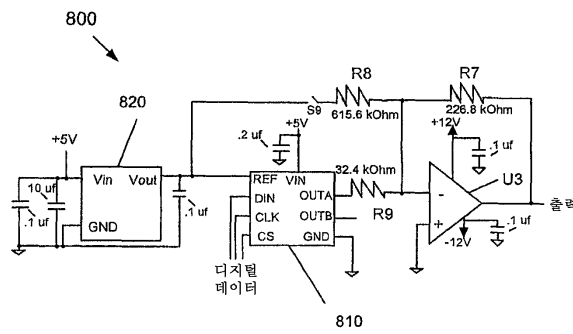 800
820
R8
R7
S9
615.6 kOhm
226.8 kOhm
+5V
+5V
+12V
.2 uf
.1 uf
Vin
Vout
REF
VIN
32.4 kOhm
U3
10 uf
DIN
OUTA
-
.1 uf
.1 uf
CLK
OUTB
R9
+
출력
GND
CS
GND
-12V
.1 uf
디지털
데이터
810